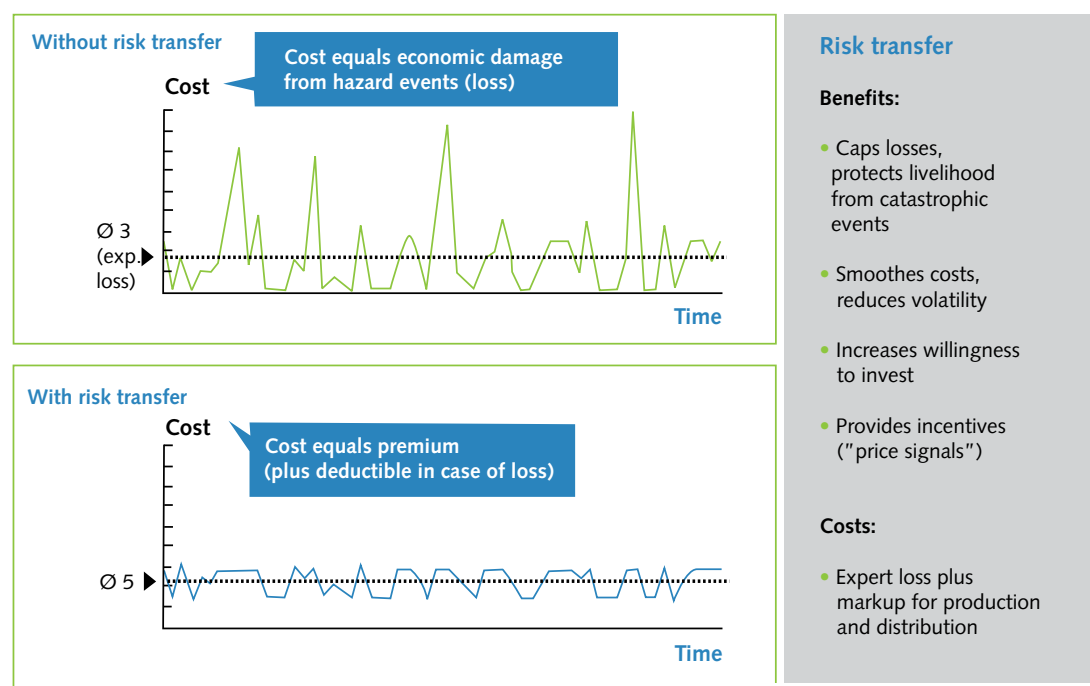 Without risk transfer
Cost equals economic damage
from hazard events (loss)
Cost
Ø 3
(exp.
loss)
Time
With risk transfer
Cost
Cost equals premium
(plus deductible in case of loss)
Ø 5
Time
Risk transfer
Benefits:
• Caps losses,
protects livelihood
from catastrophic
events
• Smoothes costs,
reduces volatility
• Increases willingness
to invest
• Provides incentives
(”price signals”)
Costs:
• Expert loss plus
markup for production
and distribution